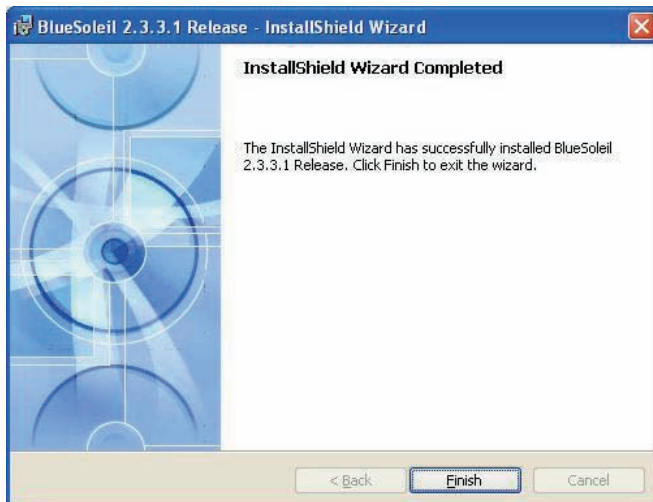 BlueSoleil 2.3.3.1 Release - InstallShield Wizard
InstallShield Wizard Completed
The InstallShield Wizard has successfully installed BlueSoleil
2.3.3.1 Release. Click Finish to exit the wizard.
< Back
Finish
Cancel